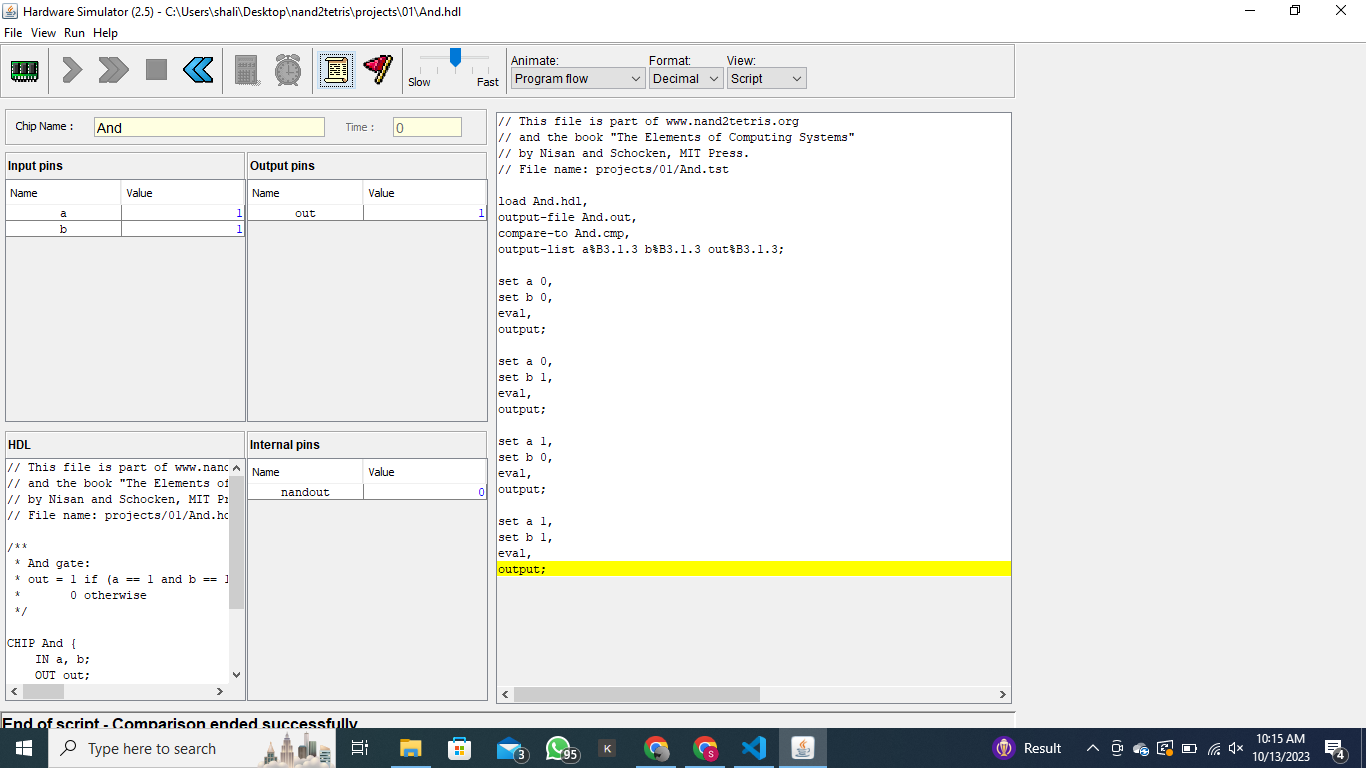 Hardware Simulator (2.5) - C:\Users\shali\Desktop\nand2tetris\projects\01\And.hdl
File View Run Help
Slow Fast
Animate: Format: View:
Program flow Decimal Script
Chip Name : And Time : 0
Input pins
Name Value
a 1
b 1
Output pins
Name Value
out 1
HDL
// This file is part of www.nand
// and the book "The Elements of
// by Nisan and Schocken, MIT Pr
// File name: projects/01/And.hd
/**
* And gate:
* out = 1 if (a == 1 and b == 1
* 0 otherwise
*/
CHIP And {
IN a, b;
OUT out;
Internal pins
Name Value
nandout 0
// This file is part of www.nand2tetris.org
// and the book "The Elements of Computing Systems"
// by Nisan and Schocken, MIT Press.
// File name: projects/01/And.tst
load And.hdl,
output-file And.out,
compare-to And.cmp,
output-list a%B3.1.3 b%B3.1.3 out%B3.1.3;
set a 0,
set b 0,
eval,
output;
set a 0,
set b 1,
eval,
output;
set a 1,
set b 0,
eval,
output;
set a 1,
set b 1,
eval,
output;
End of script - Comparison ended successfully
Type here to search
3
95
K
S
Result
10:15 AM
10/13/2023
4